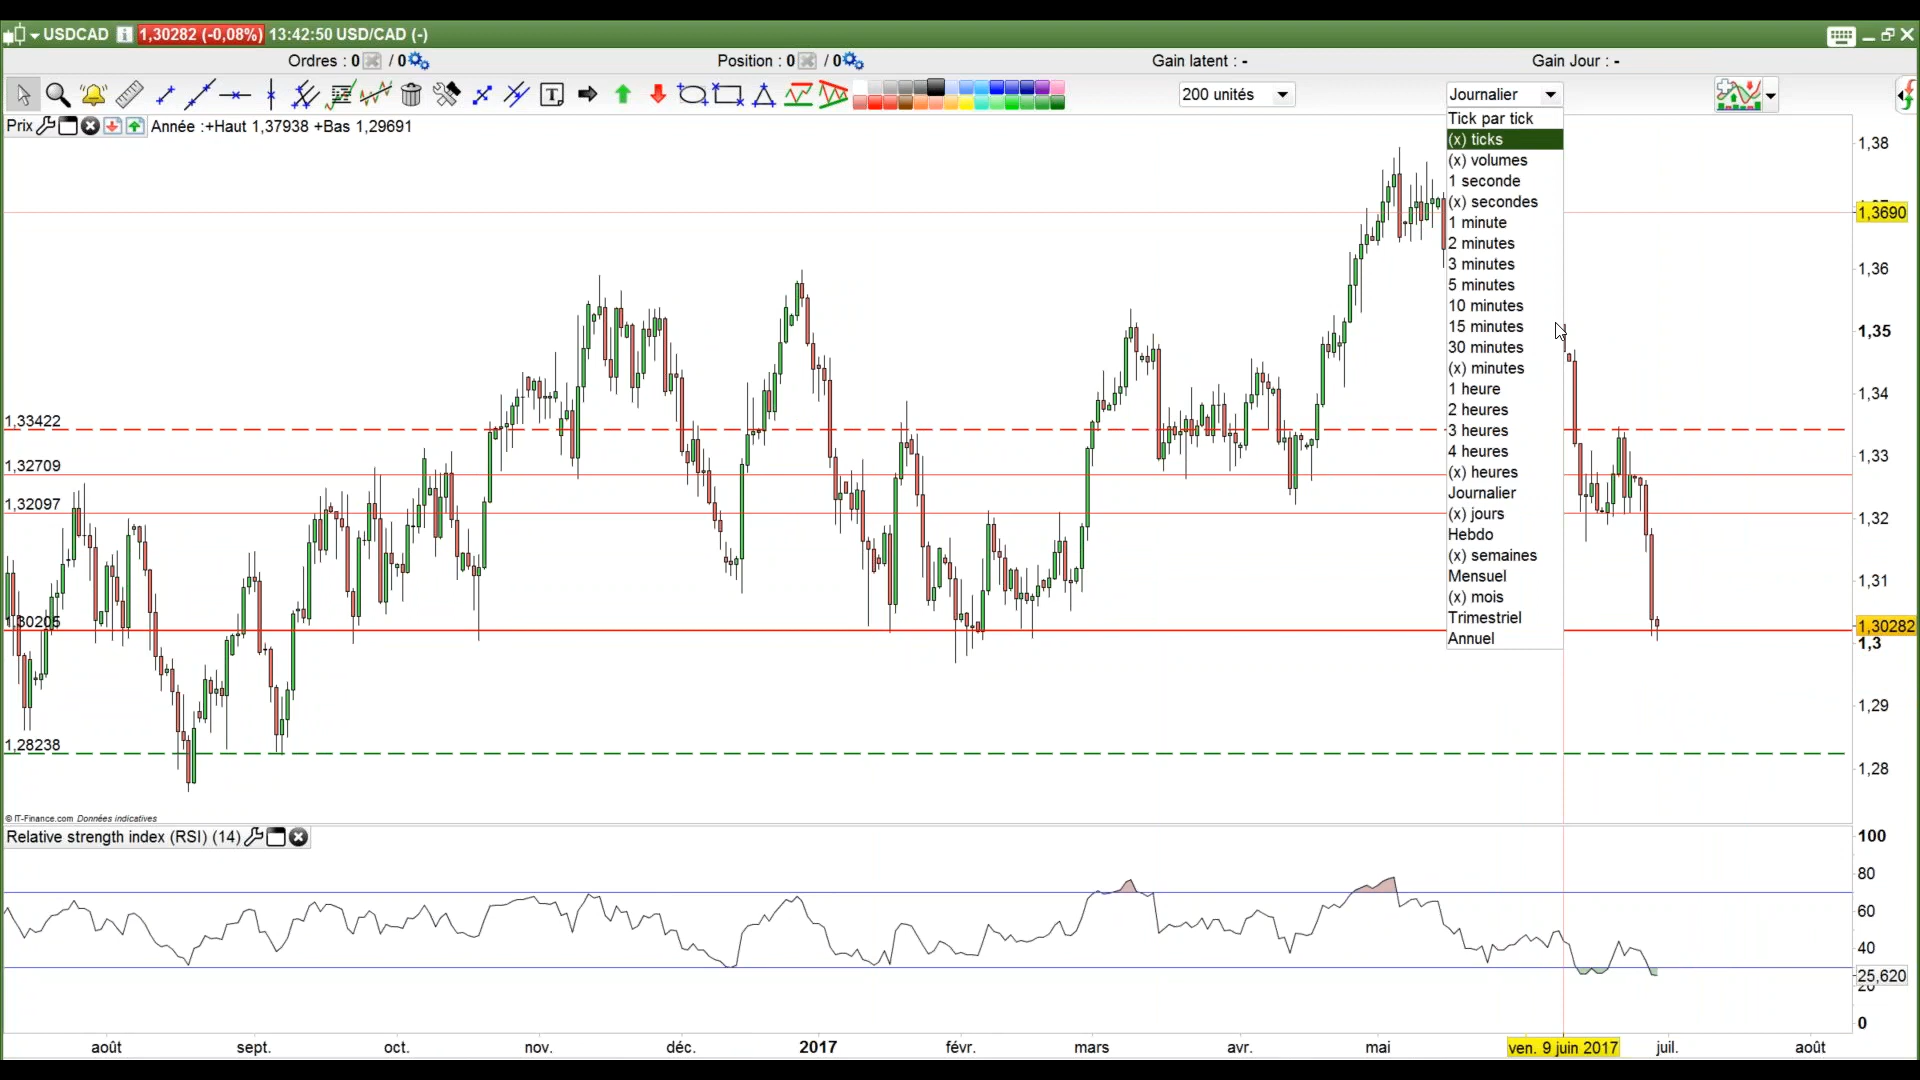 USDCAD 1,30282 (-0,08%) 13:42:50 USD/CAD (-)
Ordres : 0 / 0 Position : 0 / 0 Gain latent : - Gain Jour : -
200 unités Journalier
Prix Année :+Haut 1,37938 +Bas 1,29691
Tick par tick
(x) ticks
(x) volumes
1 seconde
(x) secondes
1 minute
2 minutes
3 minutes
5 minutes
10 minutes
15 minutes
30 minutes
(x) minutes
1 heure
2 heures
3 heures
4 heures
(x) heures
Journalier
(x) jours
Hebdo
(x) semaines
Mensuel
(x) mois
Trimestriel
Annuel
1,38
1,3690
1,36
1,35
1,34
1,33
1,32
1,31
1,30282
1,3
1,29
1,28
1,33422
1,32709
1,32097
1,30205
1,28238
© IT-Finance.com Données indicatives
Relative strength index (RSI) (14)
100
80
60
40
25,620
20
0
août sept. oct. nov. déc. 2017 févr. mars avr. mai ven. 9 juin 2017 juil. août